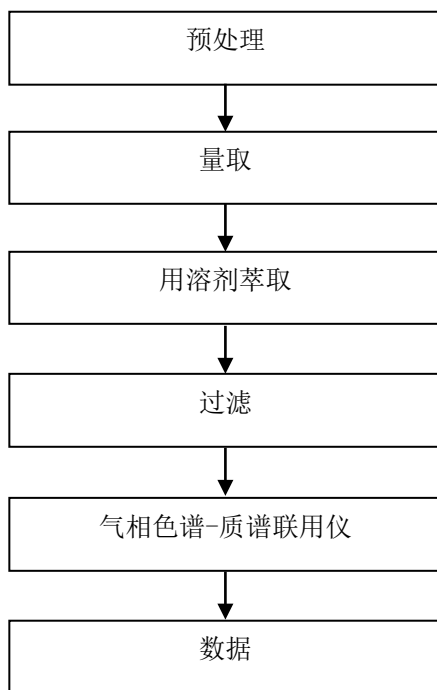 预处理
量取
用溶剂萃取
过滤
气相色谱-质谱联用仪
数据